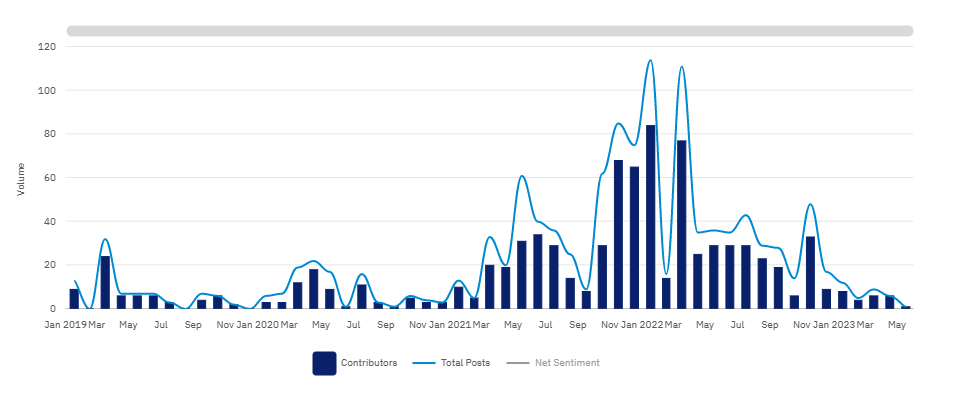 120
100
80
60
40
20
0
Volume
Jan 2019 Mar May Jul Sep Nov Jan 2020 Mar May Jul Sep Nov Jan 2021 Mar May Jul Sep Nov Jan 2022 Mar May Jul Sep Nov Jan 2023 Mar May
Contributors Total Posts Net Sentiment